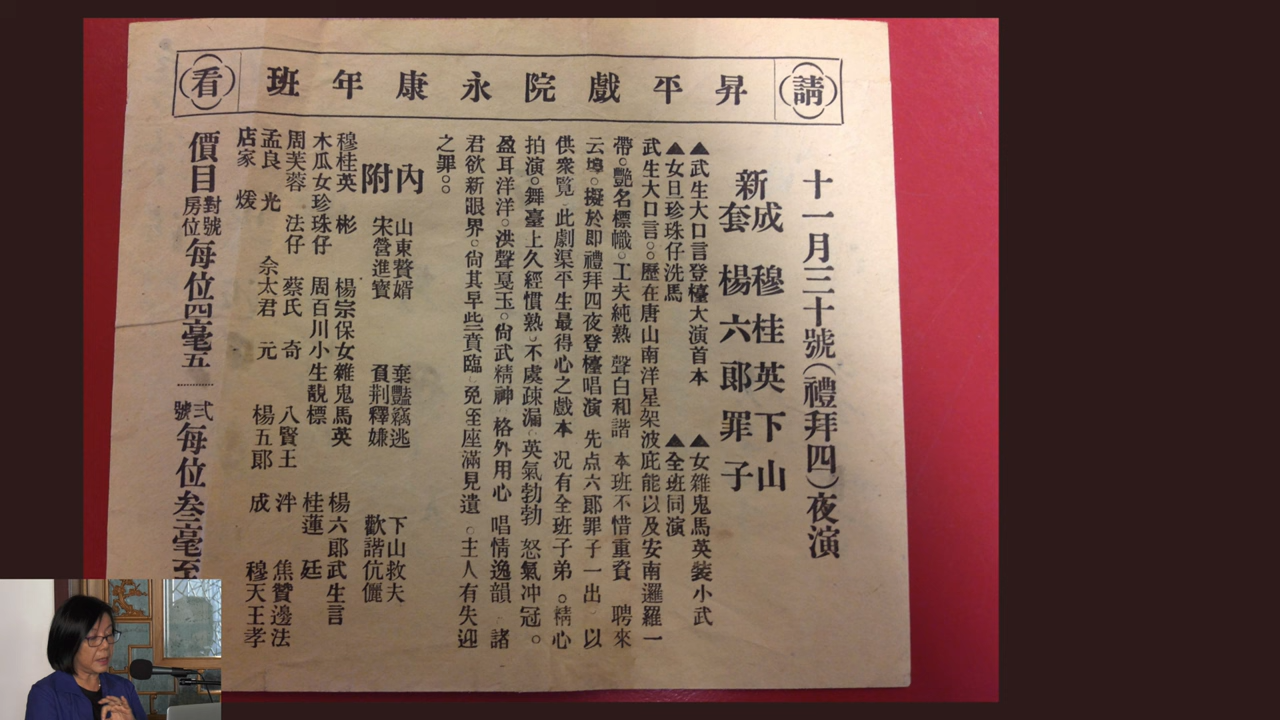 請 昇平戲院永康年班 看
十一月三十號(禮拜四)夜演
新成套 穆桂英下山
楊六郎罪子
▲武生大口言登檯大演首本 ▲女雜鬼馬英裝小武
▲女旦珍珠仔洗馬 ▲全班同演
武生大口言。歷在唐山南洋星架波庇能以及安南暹羅一
帶。艷名標幟。工夫純熟 聲白和諧 本班不惜重資 聘來
云埠。擬於即禮拜四夜登檯唱演 先点六郎罪子一出 以
供衆覧 此劇渠平生最得心之戲本 况有全班子弟。精心
拍演。舞臺上久經慣熟。不虞疎漏。英氣勃勃 怒氣冲冠。
盈耳洋洋。洪聲戛玉。尚武精神 格外用心 唱情逸韻 諸
君欲新眼界。尙其早些賁臨 免至座滿見遺。主人有失迎
之罪。。
內附
山東贅婿 棄艷竊逃 下山救夫
宋營進寶 負荆釋嫌 歡諧伉儷
穆桂英 彬 楊宗保女雜鬼馬英 楊六郎武生言
木瓜女珍珠仔 周百川小生靚標 桂蓮 廷
周芙蓉 法仔 蔡氏 奇 八賢王 泮 焦贊邊法
孟良 光 佘太君 元 楊五郎 成 穆天王孝
店家 煖
價目對號房位每位四毫五 弍號每位叁毫至